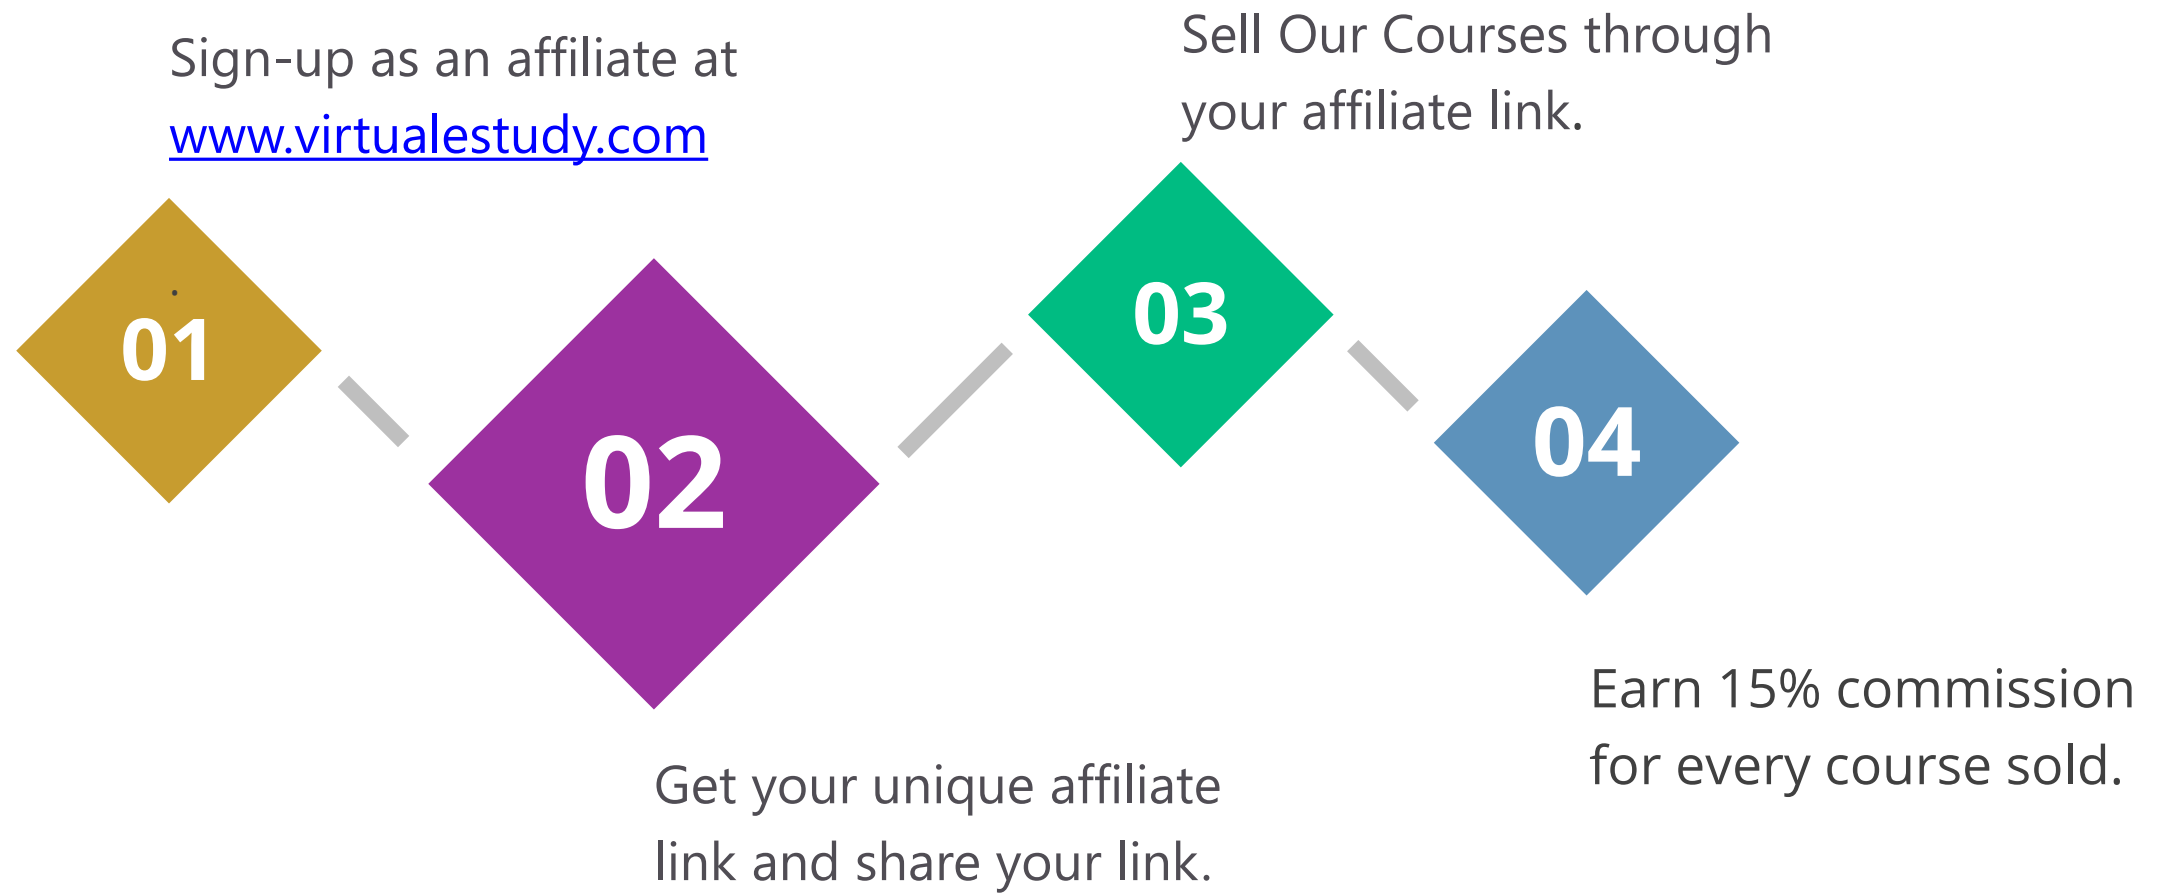 Sign-up as an affiliate at
www.virtualestudy.com
.
01
Get your unique affiliate
link and share your link.
02
Sell Our Courses through
your affiliate link.
03
04
Earn 15% commission
for every course sold.